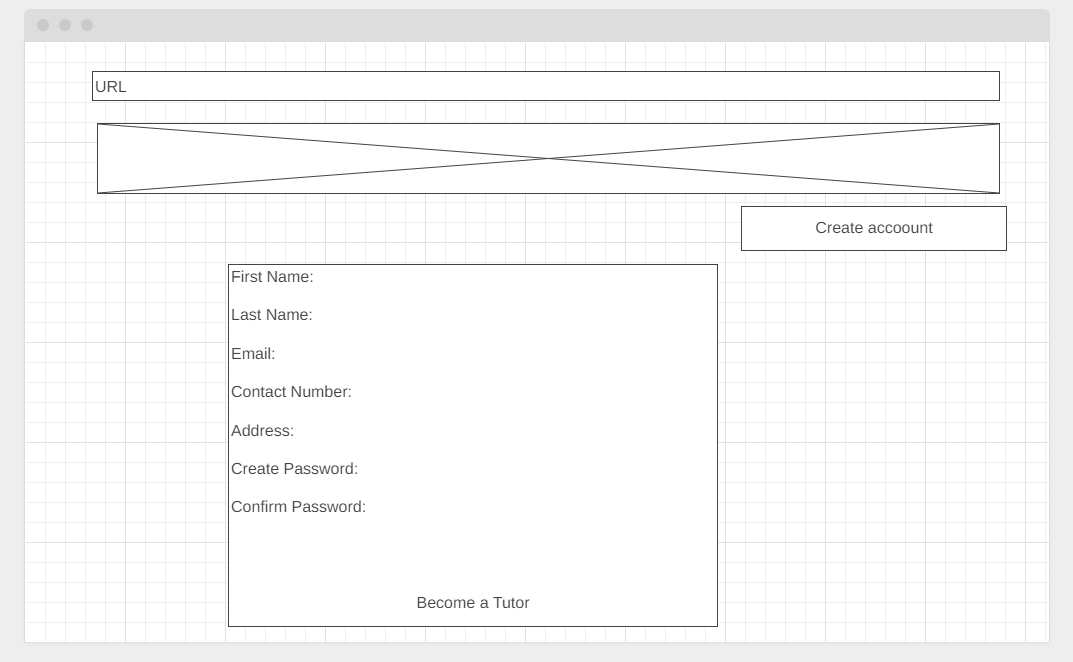 URL
Create accoount
First Name:
Last Name:
Email:
Contact Number:
Address:
Create Password:
Confirm Password:
Become a Tutor